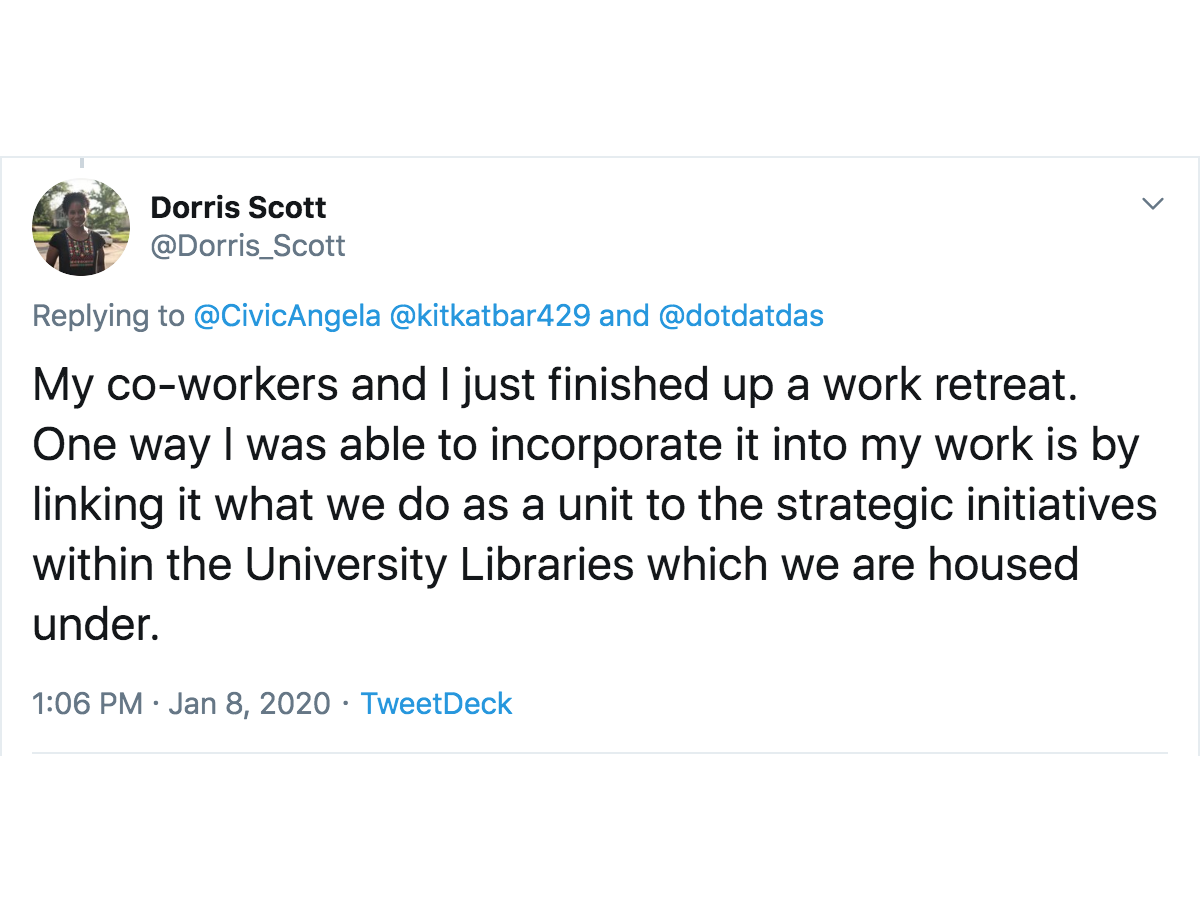 Dorris Scott
@Dorris_Scott
Replying to @CivicAngela @kitkatbar429 and @dotdatdas
My co-workers and I just finished up a work retreat.
One way I was able to incorporate it into my work is by
linking it what we do as a unit to the strategic initiatives
within the University Libraries which we are housed
under.
1:06 PM · Jan 8, 2020 · TweetDeck